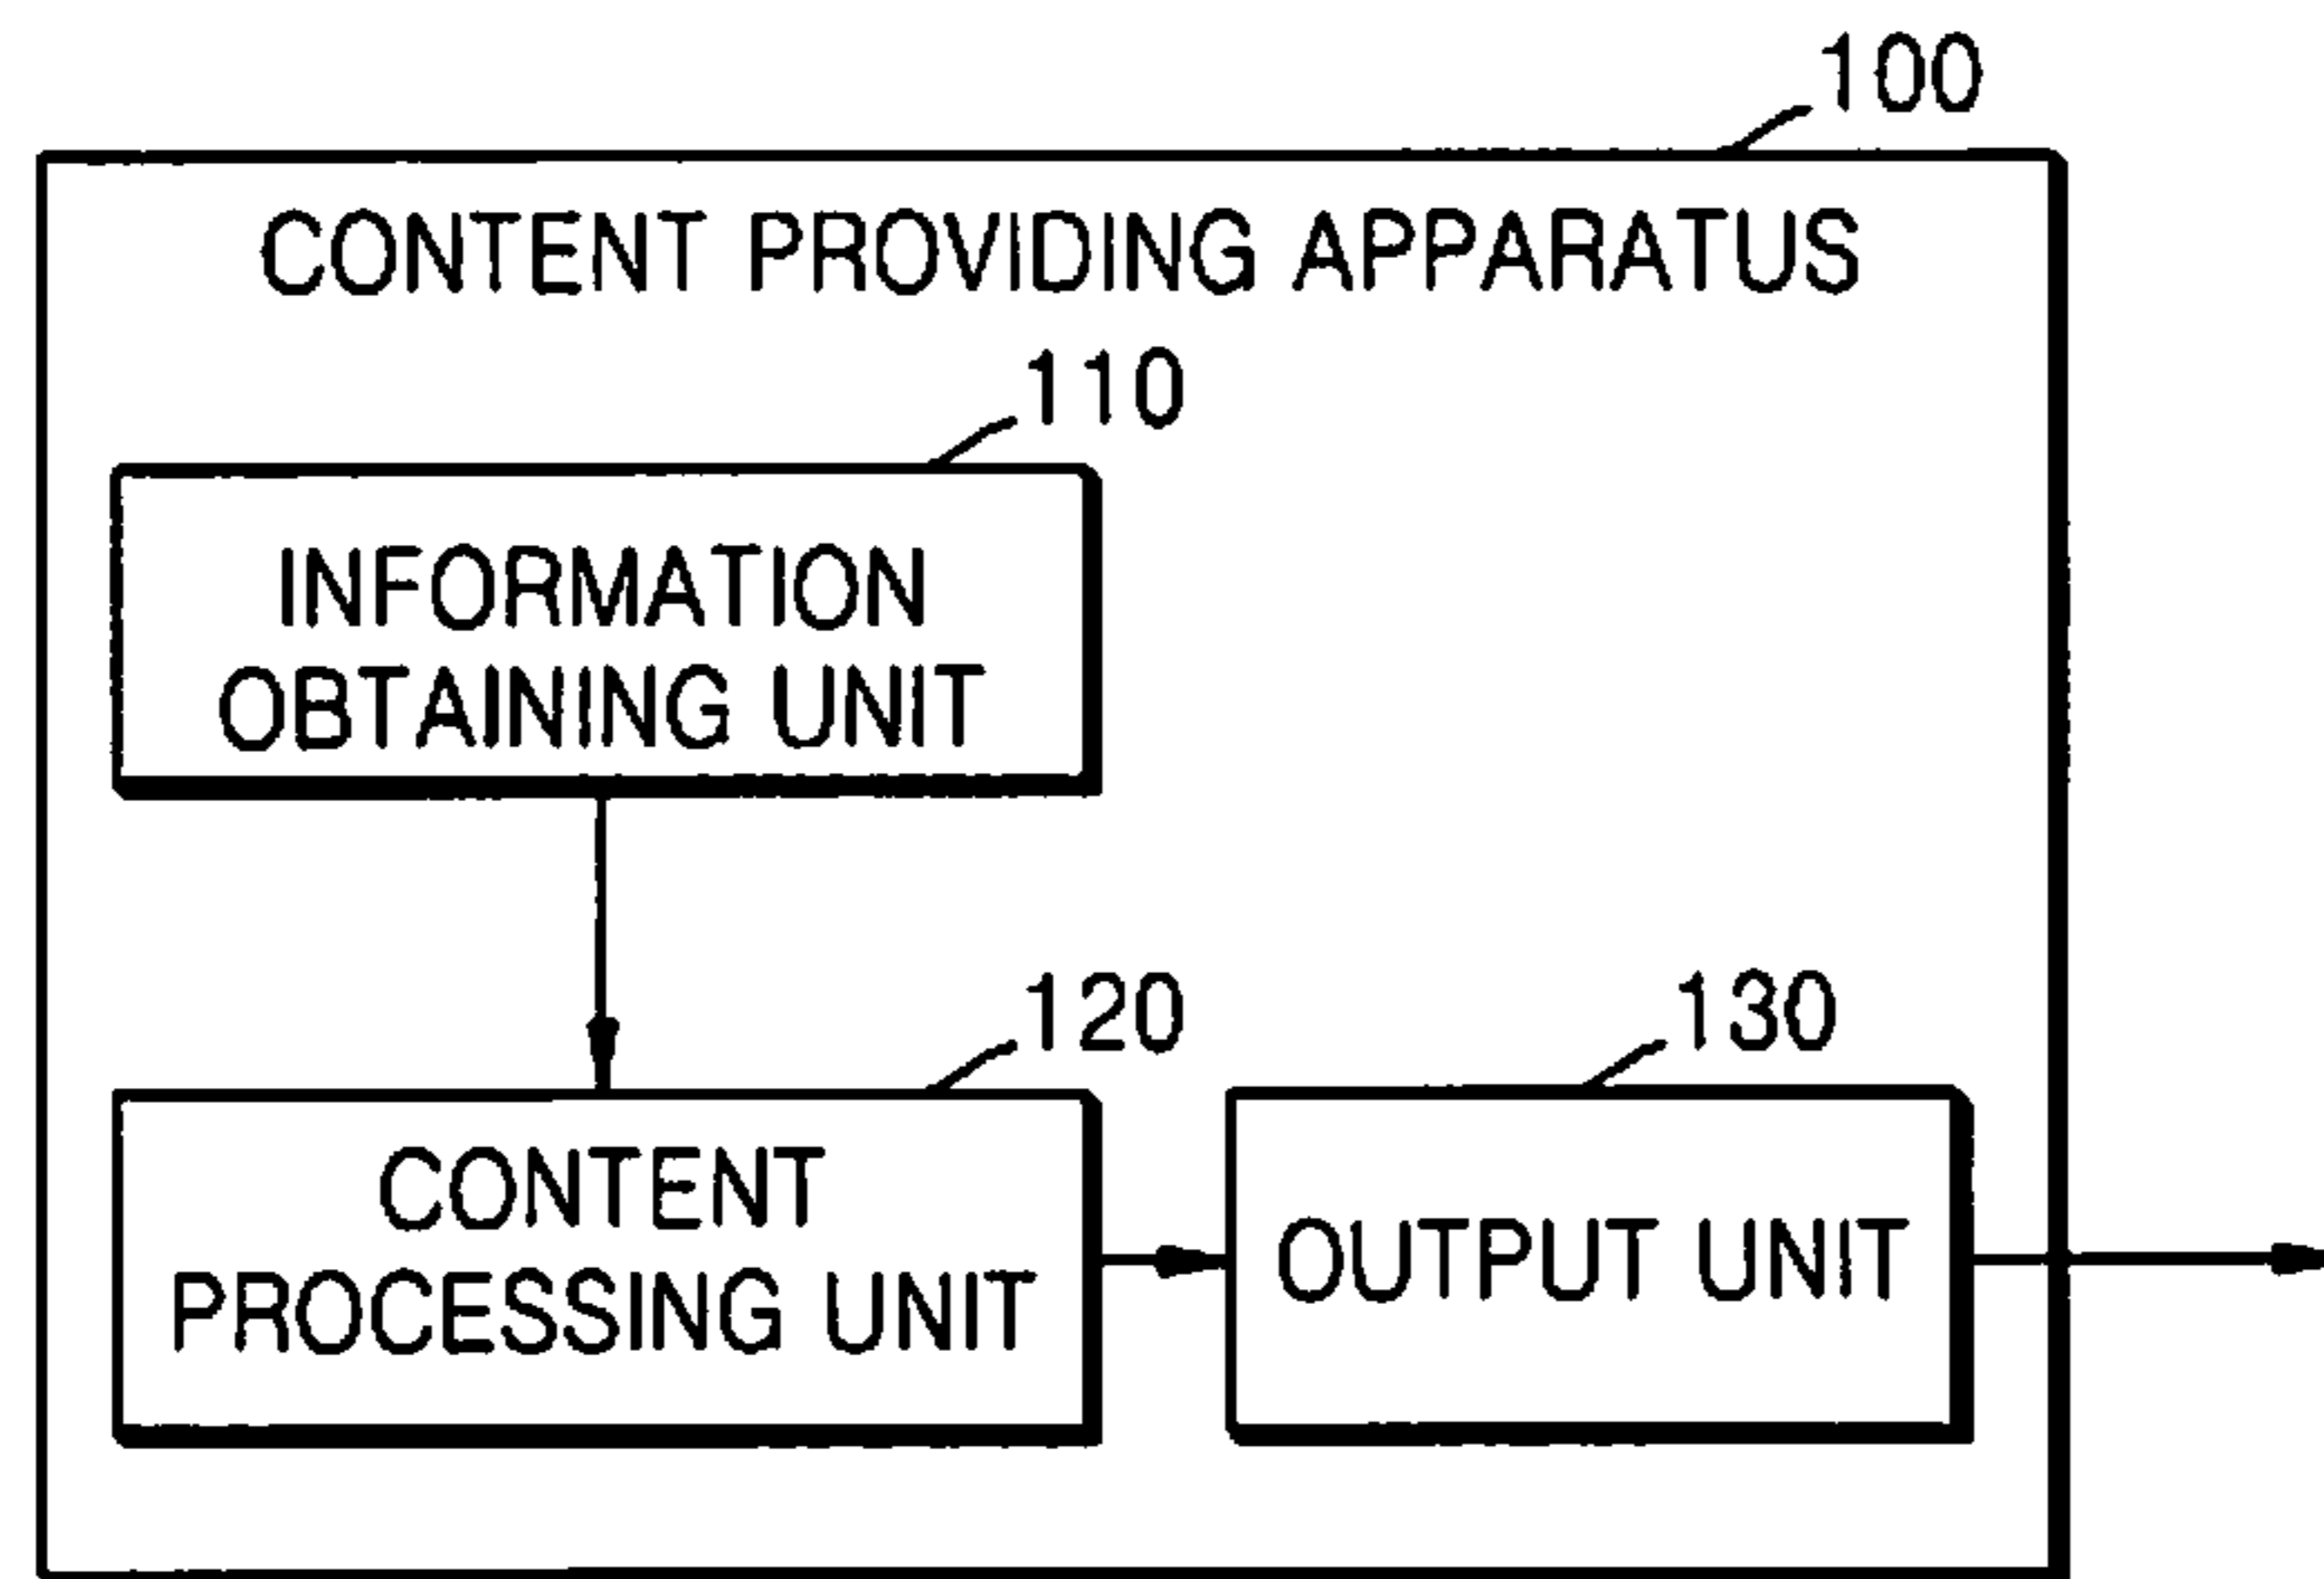 100
CONTENT PROVIDING APPARATUS
110
INFORMATION
OBTAINING UNIT
120
CONTENT
PROCESSING UNIT
130
OUTPUT UNIT